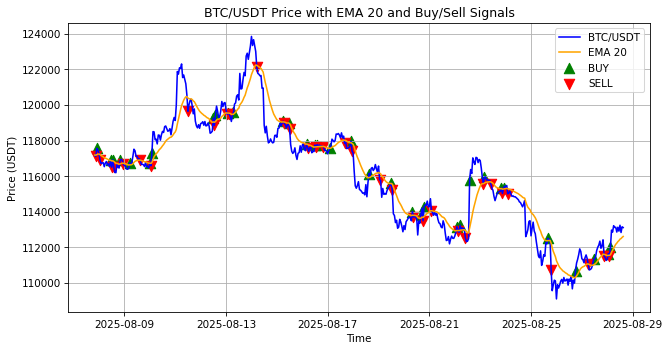 BTC/USDT Price with EMA 20 and Buy/Sell Signals
124000
122000
120000
118000
116000
114000
112000
110000
Price (USDT)
BTC/USDT
EMA 20
BUY
SELL
2025-08-09
2025-08-13
2025-08-17
2025-08-21
2025-08-25
2025-08-29
Time